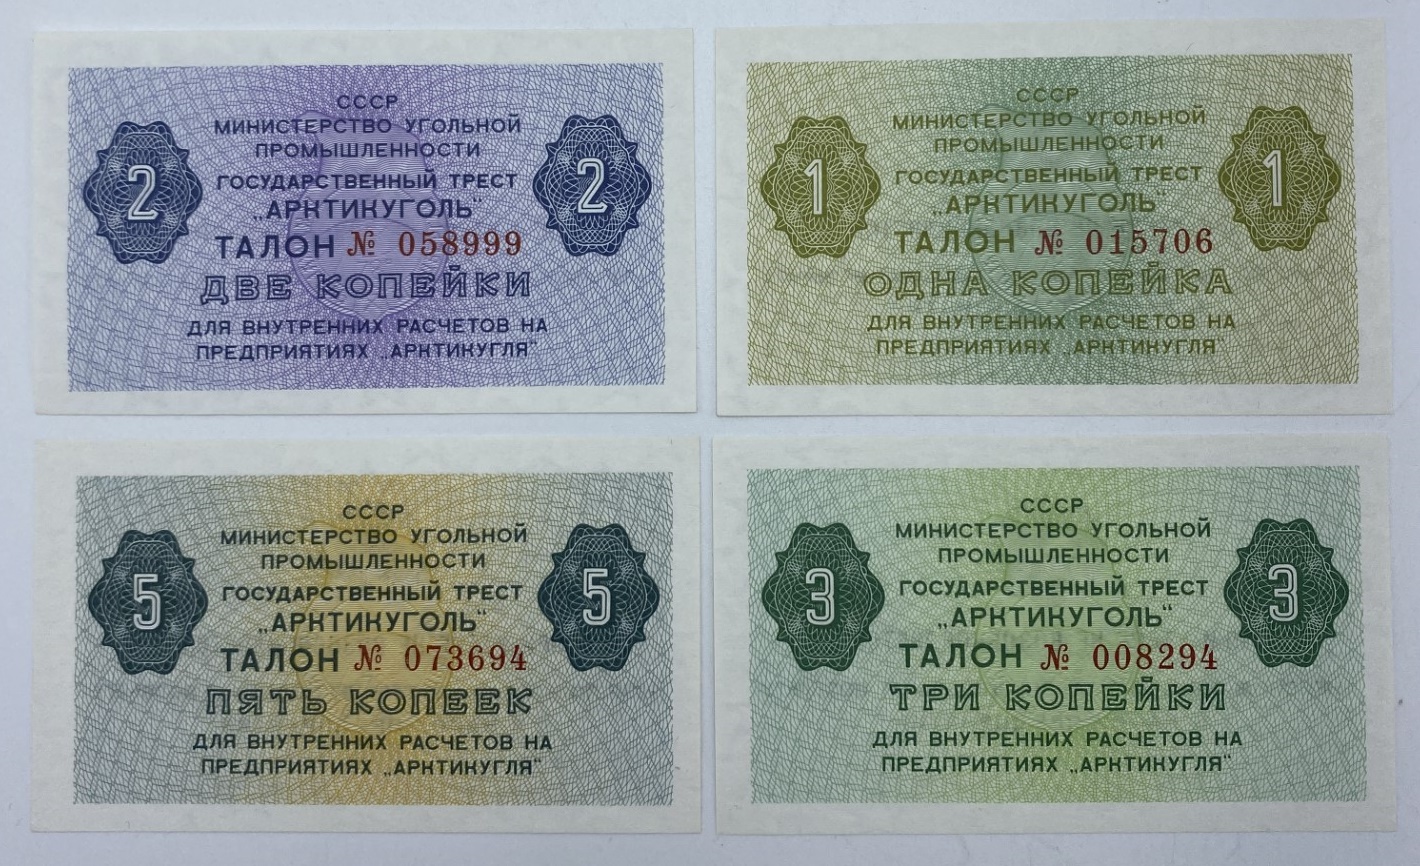 СССР
МИНИСТЕРСТВО УГОЛЬНОЙ
ПРОМЫШЛЕННОСТИ
ГОСУДАРСТВЕННЫЙ ТРЕСТ
„АРКТИКУГОЛЬ“
2 2
ТАЛОН № 058999
ДВЕ КОПЕЙКИ
ДЛЯ ВНУТРЕННИХ РАСЧЕТОВ НА
ПРЕДПРИЯТИЯХ „АРКТИКУГЛЯ“
СССР
МИНИСТЕРСТВО УГОЛЬНОЙ
ПРОМЫШЛЕННОСТИ
ГОСУДАРСТВЕННЫЙ ТРЕСТ
„АРКТИКУГОЛЬ“
1 1
ТАЛОН № 015706
ОДНА КОПЕЙКА
ДЛЯ ВНУТРЕННИХ РАСЧЕТОВ НА
ПРЕДПРИЯТИЯХ „АРКТИКУГЛЯ“
СССР
МИНИСТЕРСТВО УГОЛЬНОЙ
ПРОМЫШЛЕННОСТИ
ГОСУДАРСТВЕННЫЙ ТРЕСТ
5 5
„АРКТИКУГОЛЬ“
ТАЛОН № 073694
ПЯТЬ КОПЕЕК
ДЛЯ ВНУТРЕННИХ РАСЧЕТОВ НА
ПРЕДПРИЯТИЯХ „АРКТИКУГЛЯ“
СССР
МИНИСТЕРСТВО УГОЛЬНОЙ
ПРОМЫШЛЕННОСТИ
ГОСУДАРСТВЕННЫЙ ТРЕСТ
3 3
„АРКТИКУГОЛЬ“
ТАЛОН № 008294
ТРИ КОПЕЙКИ
ДЛЯ ВНУТРЕННИХ РАСЧЕТОВ НА
ПРЕДПРИЯТИЯХ „АРКТИКУГЛЯ“